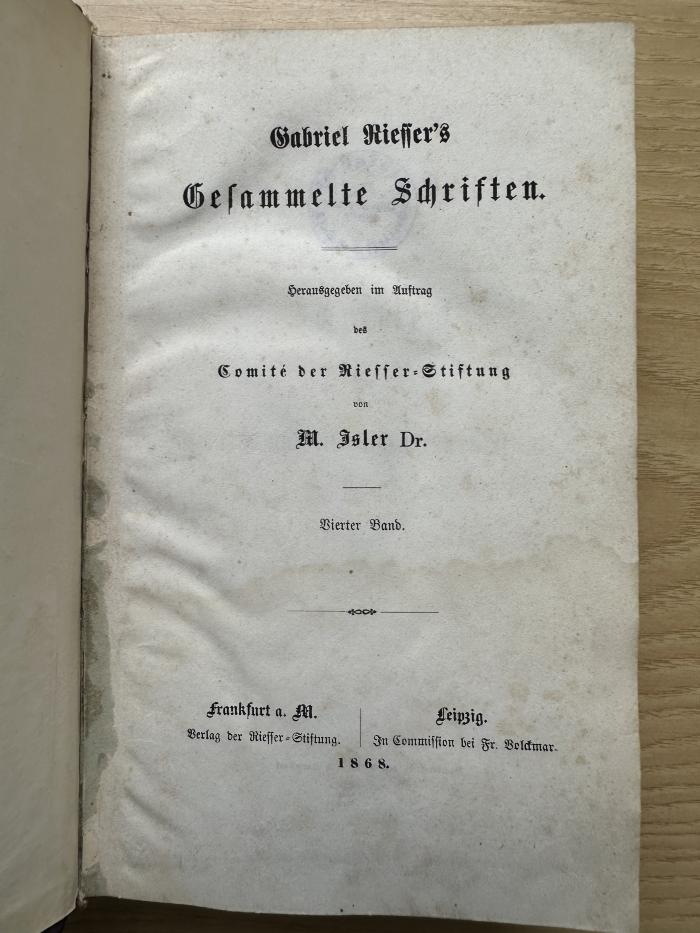 Gabriel Rieſſer's
Geſammelte Schriften.
Herausgegeben im Auftrag
des
Comité der Rieſſer-Stiftung
von
M. Isler Dr.
Vierter Band.
Frankfurt a. M.
Verlag der Rieſſer-Stiftung.
Leipzig.
In Commiſſion bei Fr. Volckmar.
1868.